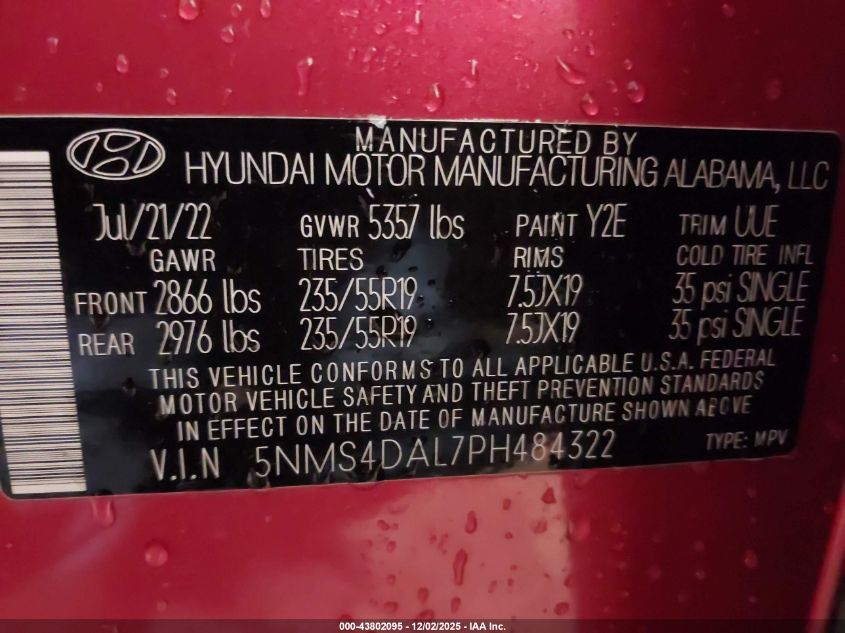 MANUFACTURED BY
HYUNDAI MOTOR MANUFACTURING ALABAMA, LLC
Jul/21/22 GVWR 5357 lbs PAINT Y2E TRIM UUE
GAWR TIRES RIMS COLD TIRE INFL
FRONT 2866 lbs 235/55R19 7.5JX19 35 psi SINGLE
REAR 2976 lbs 235/55R19 7.5JX19 35 psi SINGLE
THIS VEHICLE CONFORMS TO ALL APPLICABLE U.S.A. FEDERAL
MOTOR VEHICLE SAFETY AND THEFT PREVENTION STANDARDS
IN EFFECT ON THE DATE OF MANUFACTURE SHOWN ABOVE
V.I.N 5NMS4DAL7PH484322 TYPE: MPV
000-43802095 - 12/02/2025 - IAA Inc.